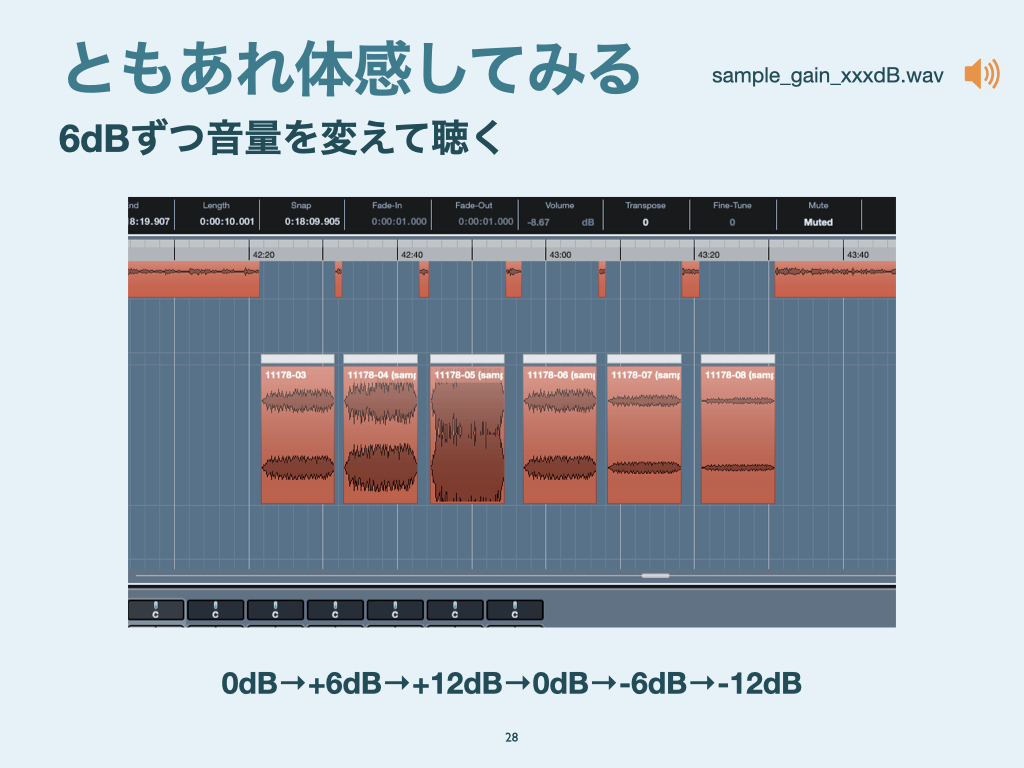 ともあれ体感してみる
sample_gain_xxxdB.wav
6dBずつ音量を変えて聴く
nd Length Snap Fade-In Fade-Out Volume Transpose Fine-Tune Mute
18:19.907 0:00:10.001 0:18:09.905 0:00:01.000 0:00:01.000 -8.67 dB 0 0 Muted
42:20 42:40 43:00 43:20 43:40
11178-03 11178-04 (samp 11178-05 (samp 11178-06 (samp 11178-07 (samp 11178-08 (samp
C C C C C C C
0dB→+6dB→+12dB→0dB→-6dB→-12dB
28